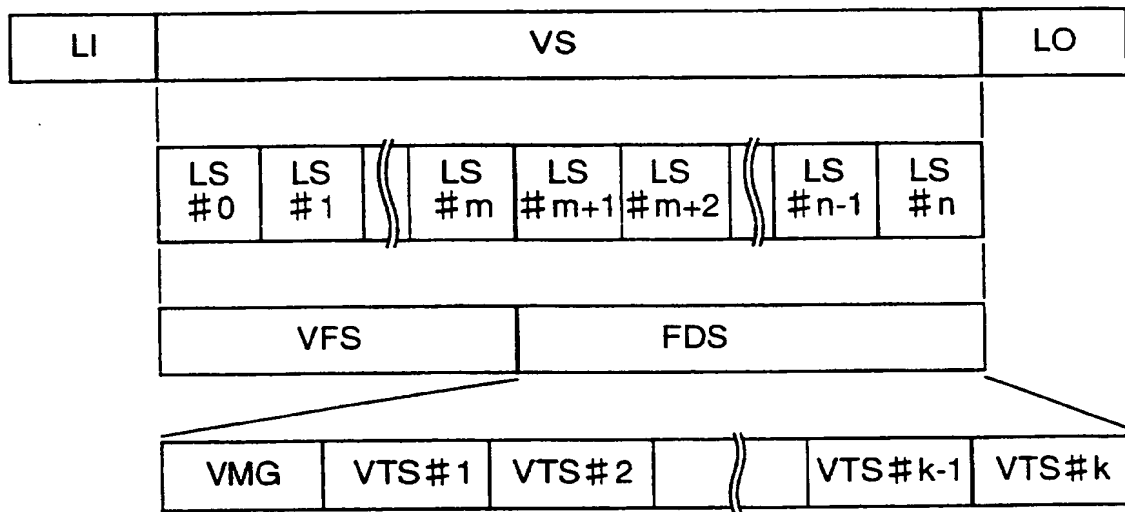 LI VS LO
LS LS LS LS LS LS LS
#0 #1 #m #m+1 #m+2 #n-1 #n
VFS FDS
VMG VTS#1 VTS#2 VTS#k-1 VTS#k